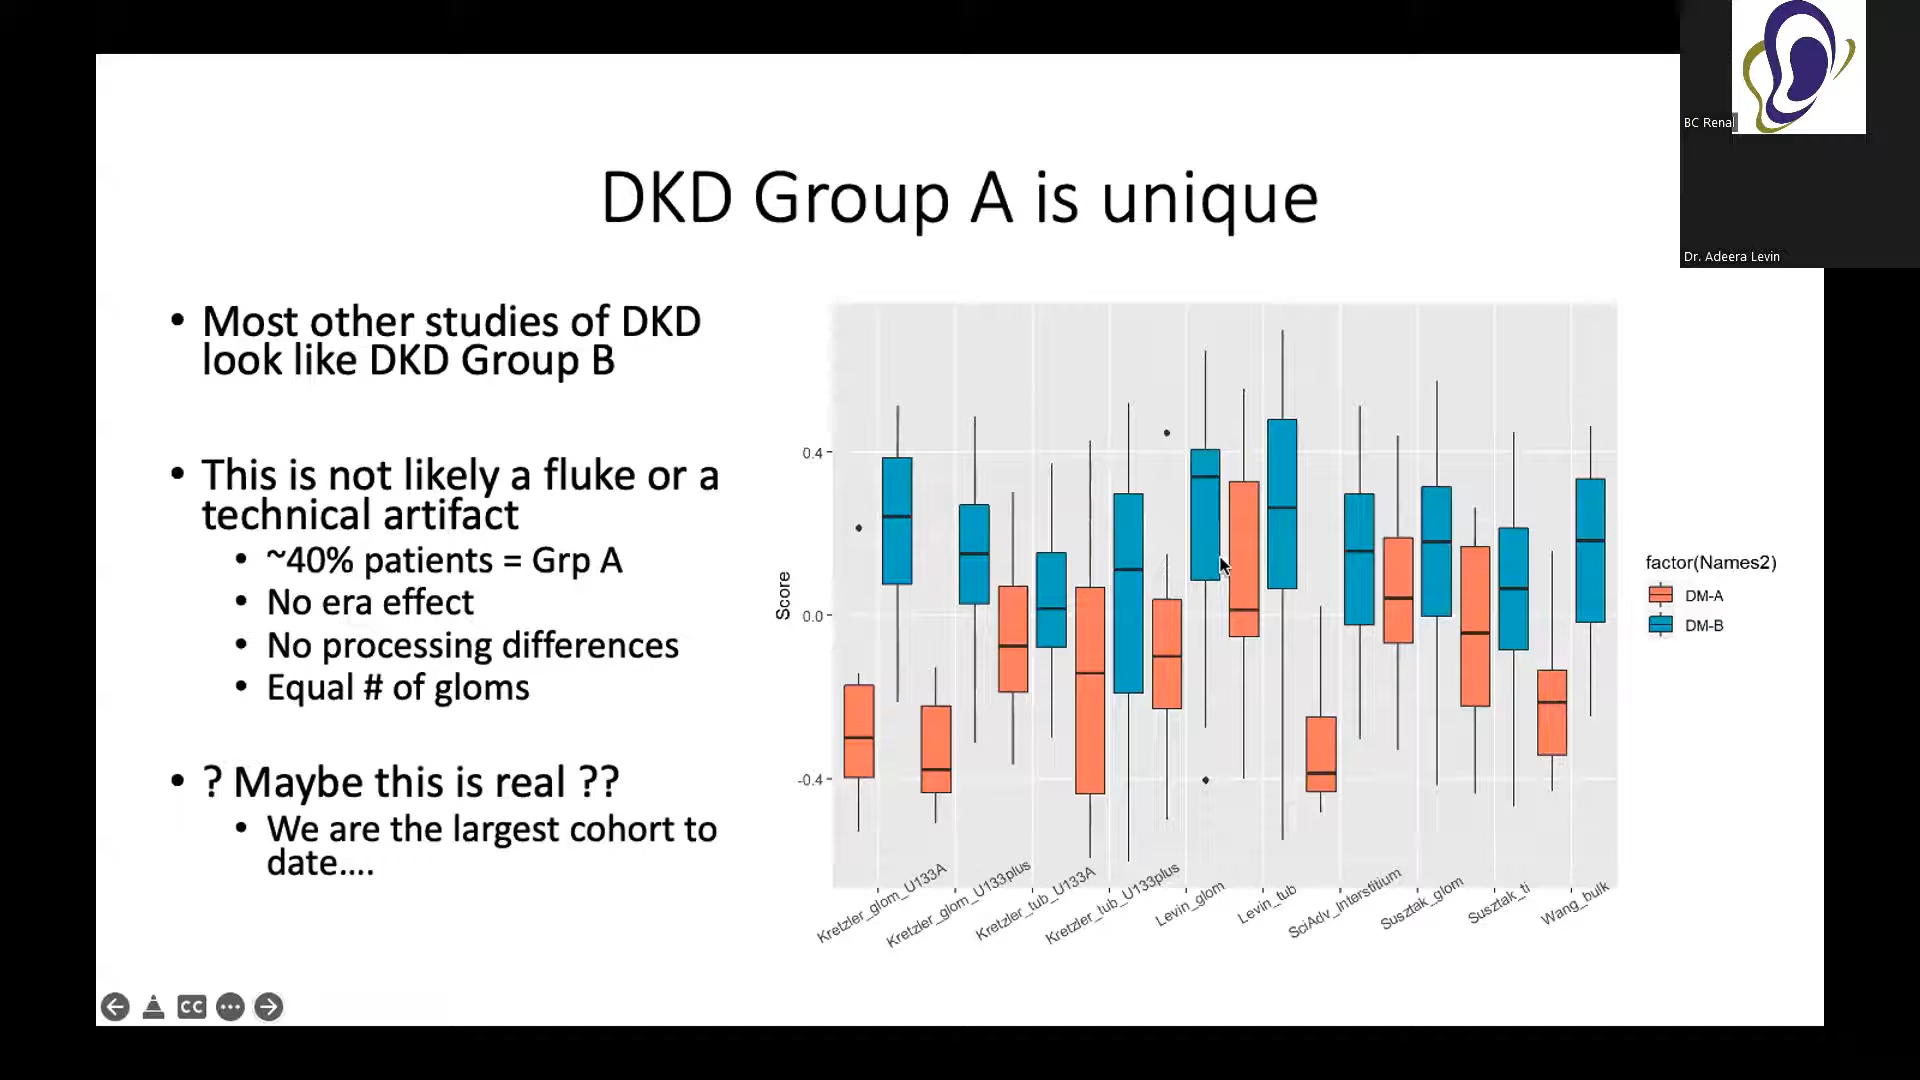 BC Renal
Dr. Adeera Levin
DKD Group A is unique
• Most other studies of DKD
look like DKD Group B
• This is not likely a fluke or a
technical artifact
• ~40% patients = Grp A
• No era effect
• No processing differences
• Equal # of gloms
• ? Maybe this is real ??
• We are the largest cohort to
date....
Score
0.4
0.0
-0.4
Kretzler_glom_U133A
Kretzler_glom_U133plus
Kretzler_tub_U133A
Kretzler_tub_U133plus
Levin_glom
Levin_tub
SciAdv_Interstitium
Susztak_glom
Susztak_ti
Wang_bulk
factor(Names2)
DM-A
DM-B
CC